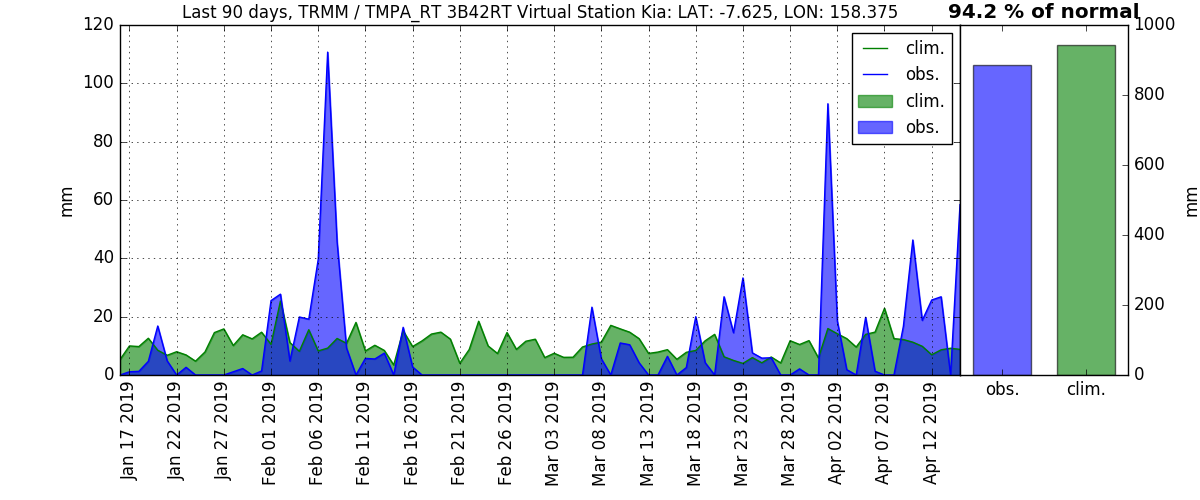 Last 90 days, TRMM / TMPA_RT 3B42RT Virtual Station Kia: LAT: -7.625, LON: 158.375
94.2 % of normal
mm
120
100
80
60
40
20
0
clim.
obs.
clim.
obs.
Jan 17 2019
Jan 22 2019
Jan 27 2019
Feb 01 2019
Feb 06 2019
Feb 11 2019
Feb 16 2019
Feb 21 2019
Feb 26 2019
Mar 03 2019
Mar 08 2019
Mar 13 2019
Mar 18 2019
Mar 23 2019
Mar 28 2019
Apr 02 2019
Apr 07 2019
Apr 12 2019
obs.
clim.
1000
800
600
400
200
0
mm